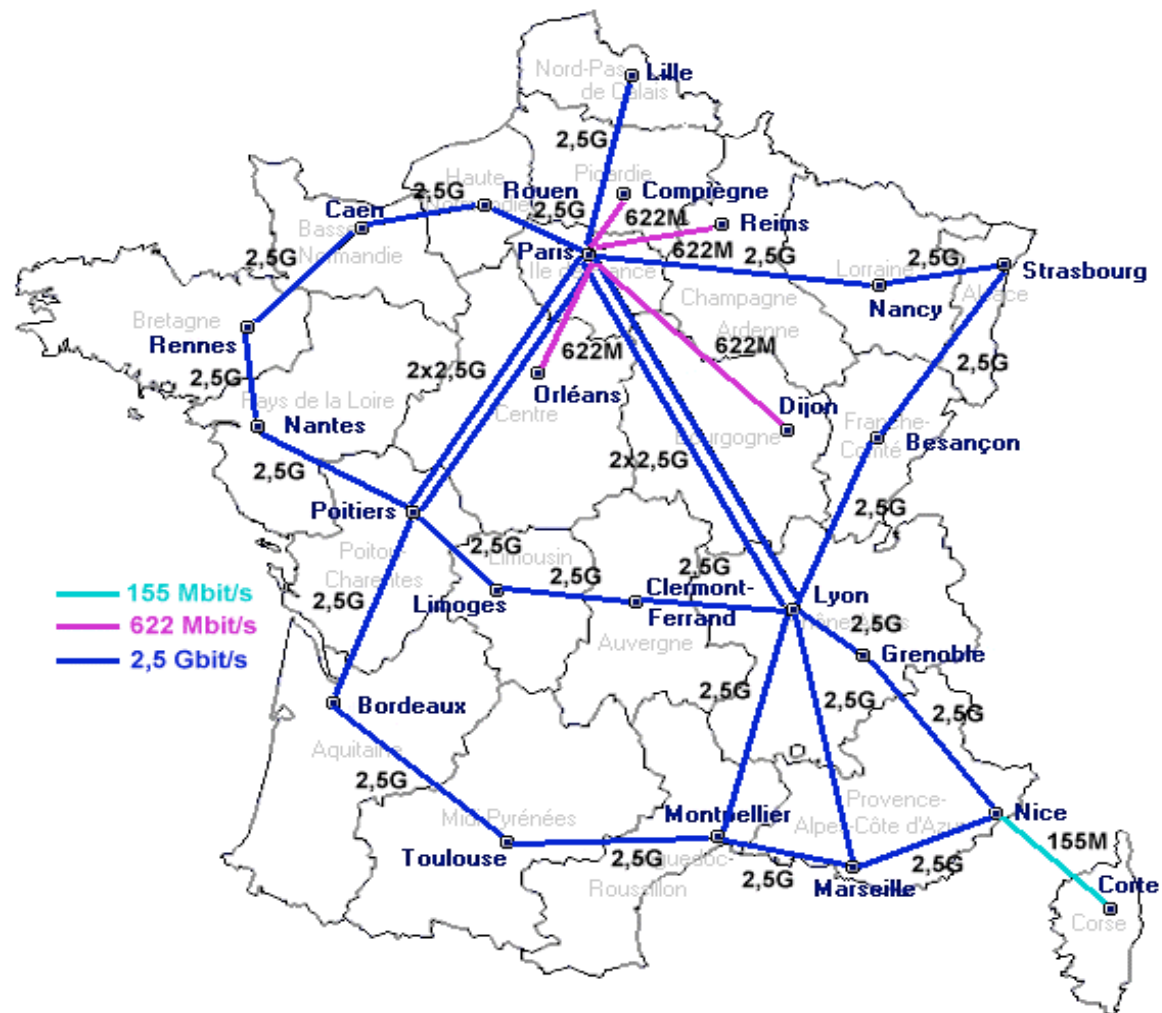 Nord-Pas
de Calais
Lille
2,5G
Picardie
Haute
Normandie
Rouen
Compiègne
2,5G
2,5G
622M
Reims
Caen
Basse
Normandie
Paris
Ile de France
622M
2,5G
2,5G
Lorraine
Strasbourg
Alsace
2,5G
Champagne
Ardenne
Nancy
Bretagne
Rennes
622M
622M
2,5G
2x2,5G
2,5G
Orléans
Pays de la Loire
Centre
Dijon
Nantes
Bourgogne
Franche-
Comté
Besançon
2,5G
2x2,5G
2,5G
Poitiers
2,5G
Limousin
Poitou
Charentes
2,5G
2,5G
155 Mbit/s
622 Mbit/s
2,5 Gbit/s
2,5G
Limoges
Clermont-
Ferrand
Lyon
Auvergne
2,5G
Grenoble
2,5G
2,5G
2,5G
Bordeaux
Aquitaine
2,5G
Midi-Pyrénées
Montpellier
Provence-
Alpes-Côte d'Azur
Nice
Toulouse
2,5G
Roussillon
2,5G
Marseille
2,5G
155M
Corte
Corse